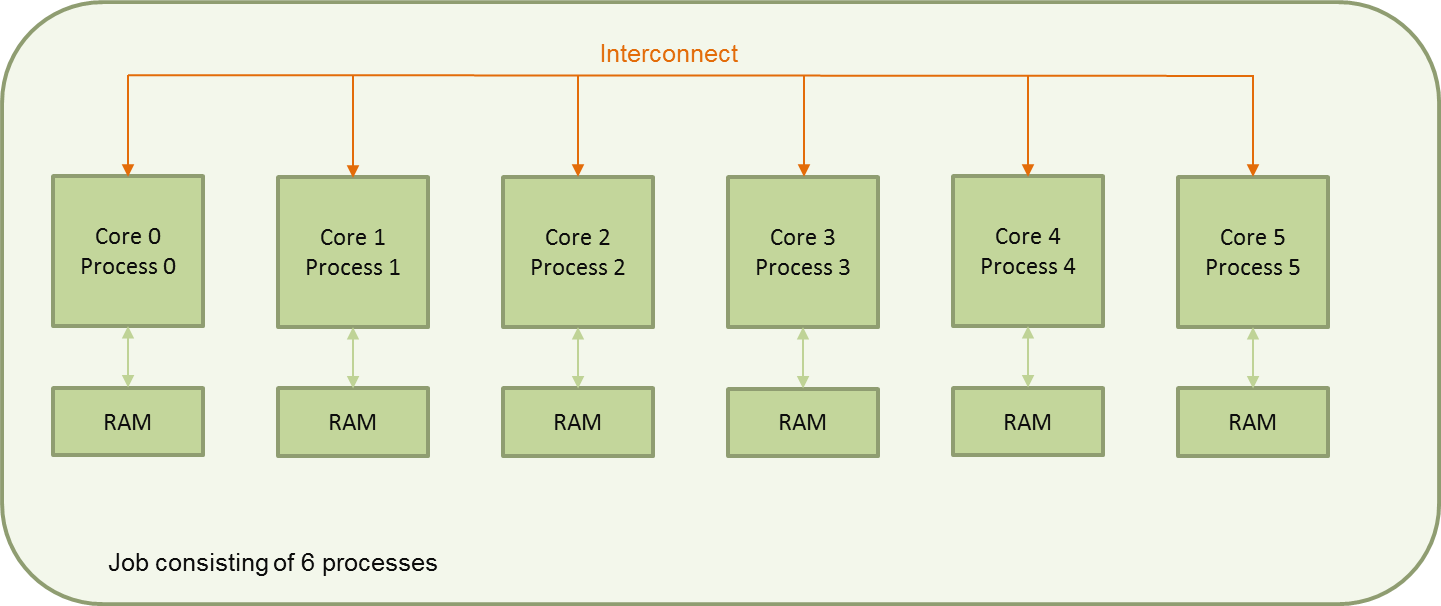 Interconnect
Core 0
Process 0
Core 1
Process 1
Core 2
Process 2
Core 3
Process 3
Core 4
Process 4
Core 5
Process 5
RAM
RAM
RAM
RAM
RAM
RAM
Job consisting of 6 processes